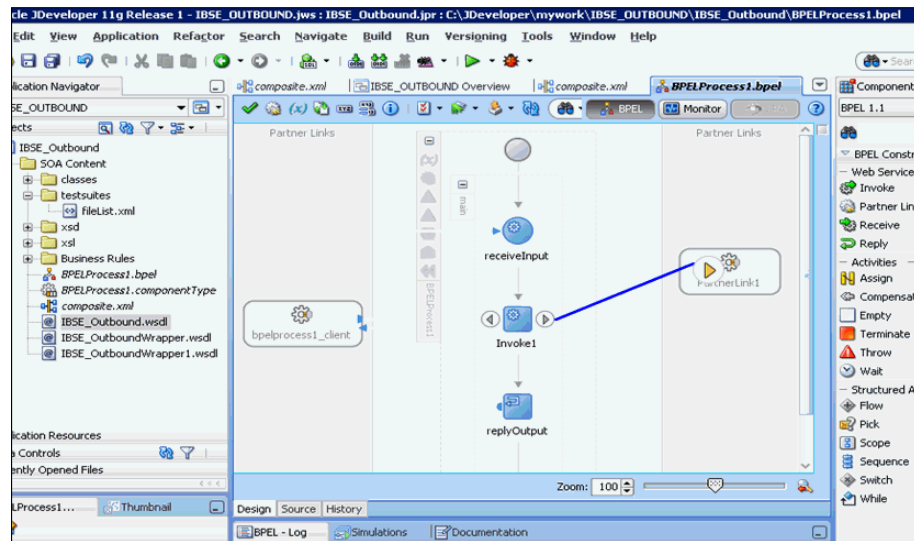 cle JDeveloper 11g Release 1 - IBSE_OUTBOUND.jws : IBSE_Outbound.jpr : C:\JDeveloper\mywork\IBSE_OUTBOUND\IBSE_Outbound\BPELProcess1.bpel
Edit View Application Refactor Search Navigate Build Run Versioning Tools Window Help
Sear
lication Navigator
composite.xml
IBSE_OUTBOUND Overview
composite.xml
BPELProcess1.bpel
Component
SE_OUTBOUND
BPEL
Monitor
BPEL 1.1
ects
IBSE_Outbound
SOA Content
classes
testsuites
fileList.xml
xsd
xsl
Business Rules
BPELProcess1.bpel
BPELProcess1.componentType
composite.xml
IBSE_Outbound.wsdl
IBSE_OutboundWrapper.wsdl
IBSE_OutboundWrapper1.wsdl
lication Resources
Controls
ently Opened Files
LProcess1...
Thumbnail
Partner Links
Partner Links
main
BPELProcess1
receiveInput
PartnerLink1
bpelprocess1_client
Invoke1
replyOutput
Zoom: 100
Design Source History
BPEL - Log
Simulations
Documentation
BPEL Constr
Web Service
Invoke
Partner Lin
Receive
Reply
Activities
Assign
Compensat
Empty
Terminate
Throw
Wait
Structured A
Flow
Pick
Scope
Sequence
Switch
While